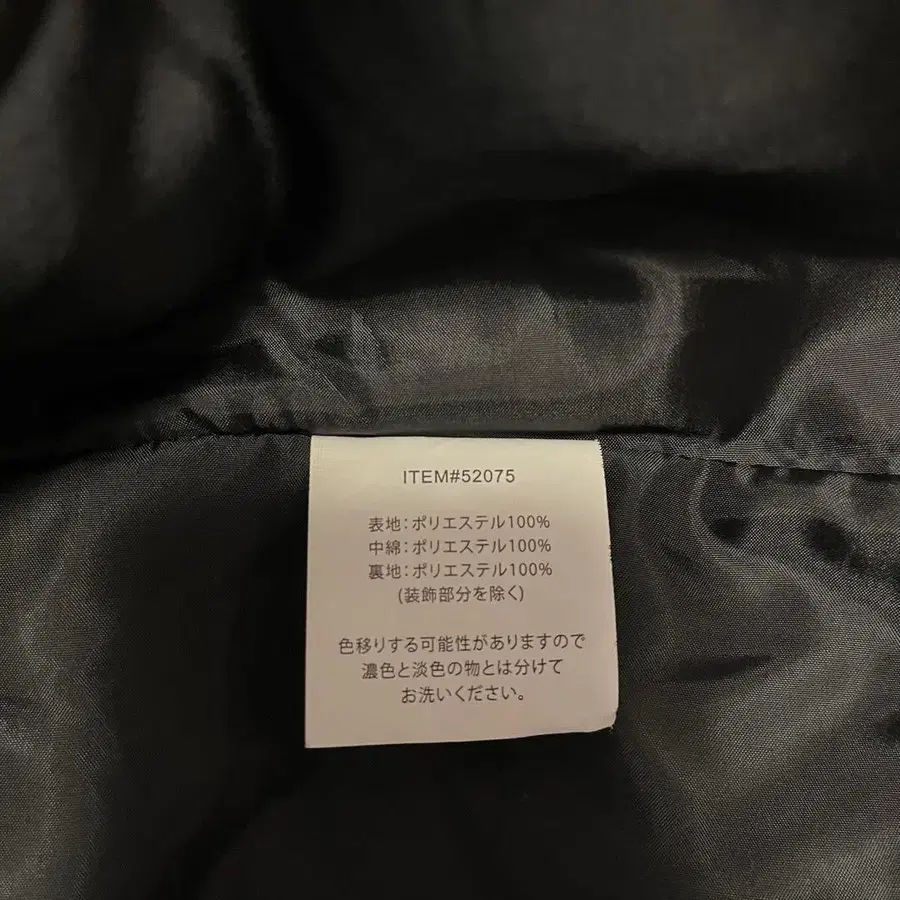 ITEM#52075
表地：ポリエステル100%
中綿：ポリエステル100%
裏地：ポリエステル100%
(装飾部分を除く)
色移りする可能性がありますので
濃色と淡色の物とは分けて
お洗いください。